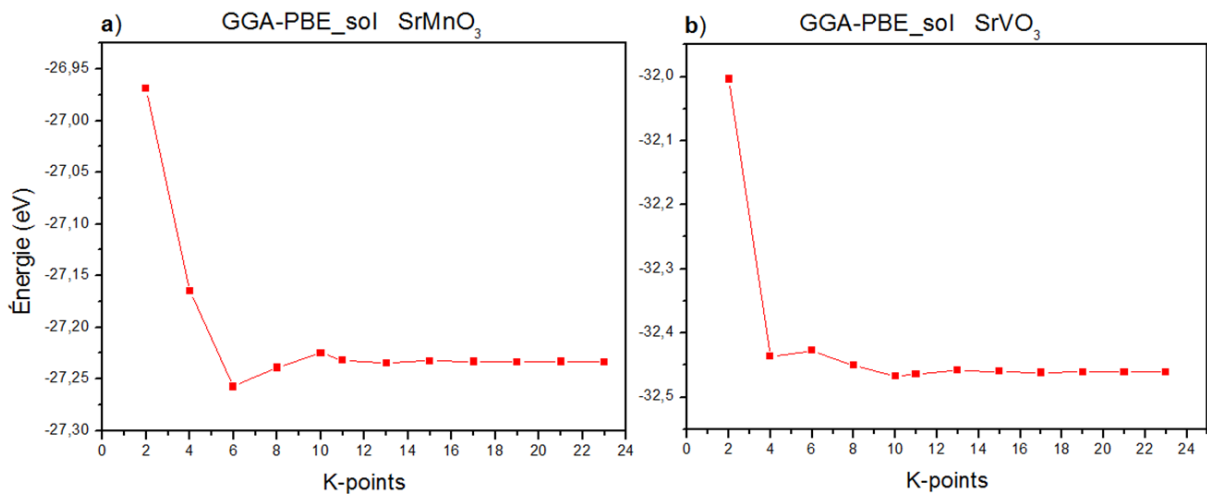 a) GGA-PBE_sol SrMnO3
-26,95
-27,00
-27,05
-27,10
-27,15
-27,20
-27,25
-27,30
Énergie (eV)
0 2 4 6 8 10 12 14 16 18 20 22 24
K-points
b) GGA-PBE_sol SrVO3
-32,0
-32,1
-32,2
-32,3
-32,4
-32,5
0 2 4 6 8 10 12 14 16 18 20 22 24
K-points